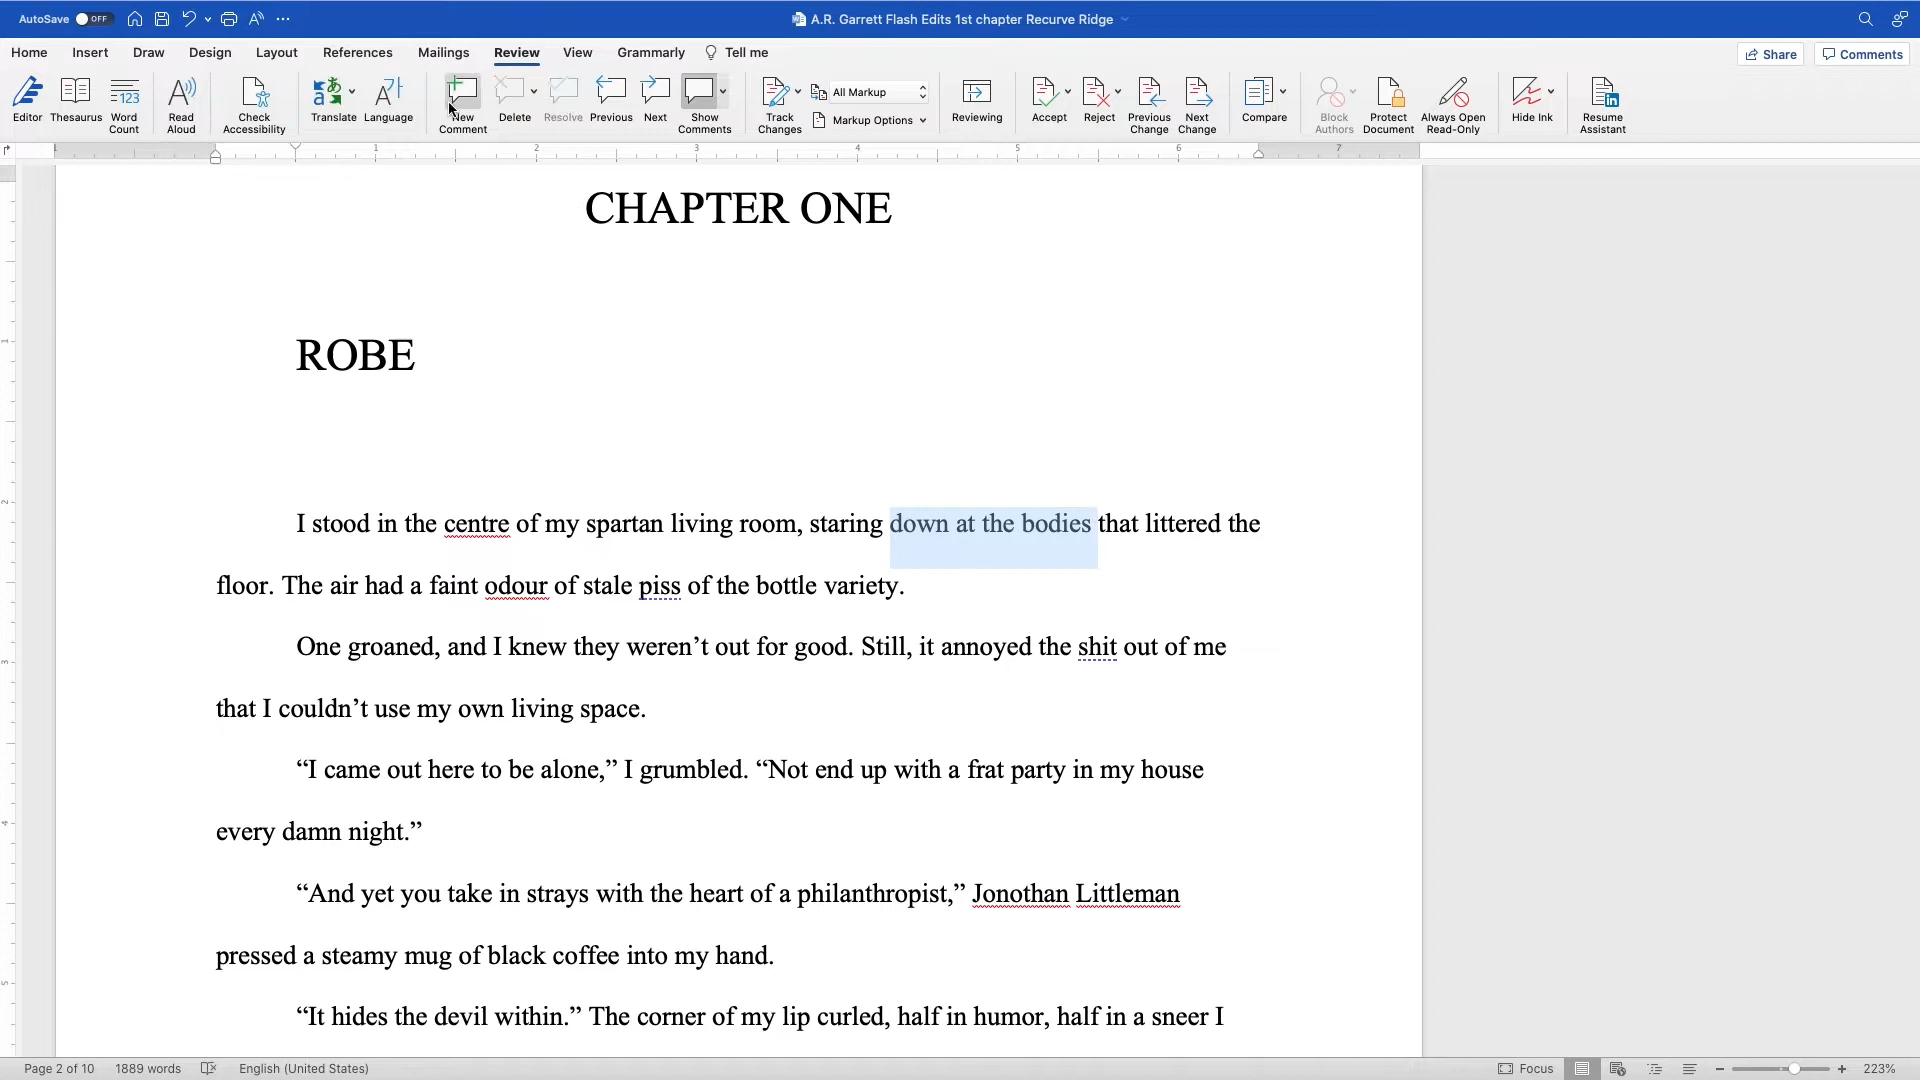 AutoSave OFF A.R. Garrett Flash Edits 1st chapter Recurve Ridge
Home Insert Draw Design Layout References Mailings Review View Grammarly Tell me Share Comments
Editor Thesaurus Word Count Read Aloud Check Accessibility Translate Language New Comment Delete Resolve Previous Next Show Comments Track Changes All Markup Markup Options Reviewing Accept Reject Previous Change Next Change Compare Block Authors Protect Document Always Open Read-Only Hide Ink Resume Assistant
1 1 2 3 4 5 6 7
CHAPTER ONE
ROBE
I stood in the centre of my spartan living room, staring down at the bodies that littered the
floor. The air had a faint odour of stale piss of the bottle variety.
One groaned, and I knew they weren’t out for good. Still, it annoyed the shit out of me
that I couldn’t use my own living space.
“I came out here to be alone,” I grumbled. “Not end up with a frat party in my house
every damn night.”
“And yet you take in strays with the heart of a philanthropist,” Jonothan Littleman
pressed a steamy mug of black coffee into my hand.
“It hides the devil within.” The corner of my lip curled, half in humor, half in a sneer I
Page 2 of 10 1889 words English (United States) Focus 223%